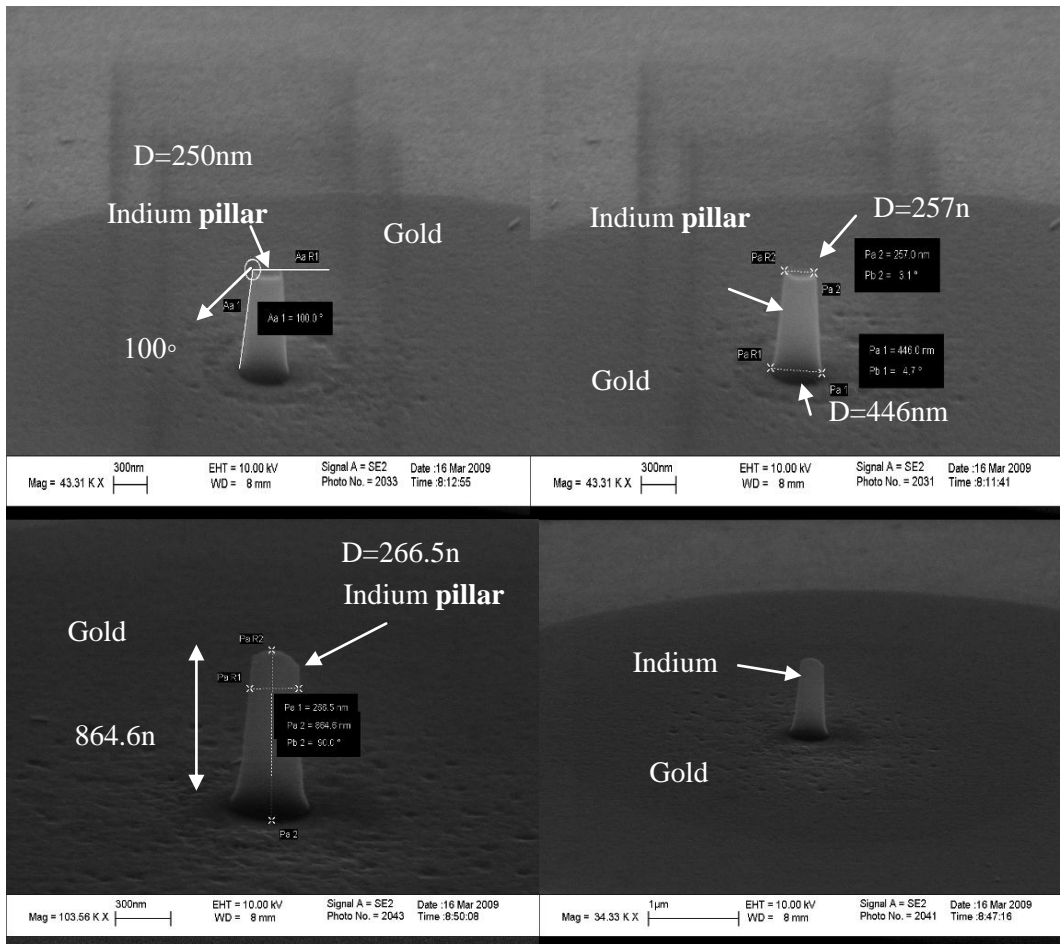 D=250nm
Indium pillar
Gold
Aa R1
Aa 1
Aa 1 = 100.0 °
100°
300nm
Mag = 43.31 K X
EHT = 10.00 kV
WD = 8 mm
Signal A = SE2
Photo No. = 2033
Date :16 Mar 2009
Time :8:12:55
Indium pillar
D=257n
Pa R2
Pa 2
Pa 2 = 257.0 nm
Pb 2 = 3.1 °
Pa R1
Pa 1
Pa 1 = 446.0 nm
Pb 1 = 4.7 °
Gold
D=446nm
300nm
Mag = 43.31 K X
EHT = 10.00 kV
WD = 8 mm
Signal A = SE2
Photo No. = 2031
Date :16 Mar 2009
Time :8:11:41
D=266.5n
Indium pillar
Gold
Pa R2
Pa R1
Pa 1 = 266.5 nm
Pa 2 = 864.6 nm
Pb 2 = 90.0 °
864.6n
Pa 2
300nm
Mag = 103.56 K X
EHT = 10.00 kV
WD = 8 mm
Signal A = SE2
Photo No. = 2043
Date :16 Mar 2009
Time :8:50:08
Indium
Gold
1µm
Mag = 34.33 K X
EHT = 10.00 kV
WD = 8 mm
Signal A = SE2
Photo No. = 2041
Date :16 Mar 2009
Time :8:47:16